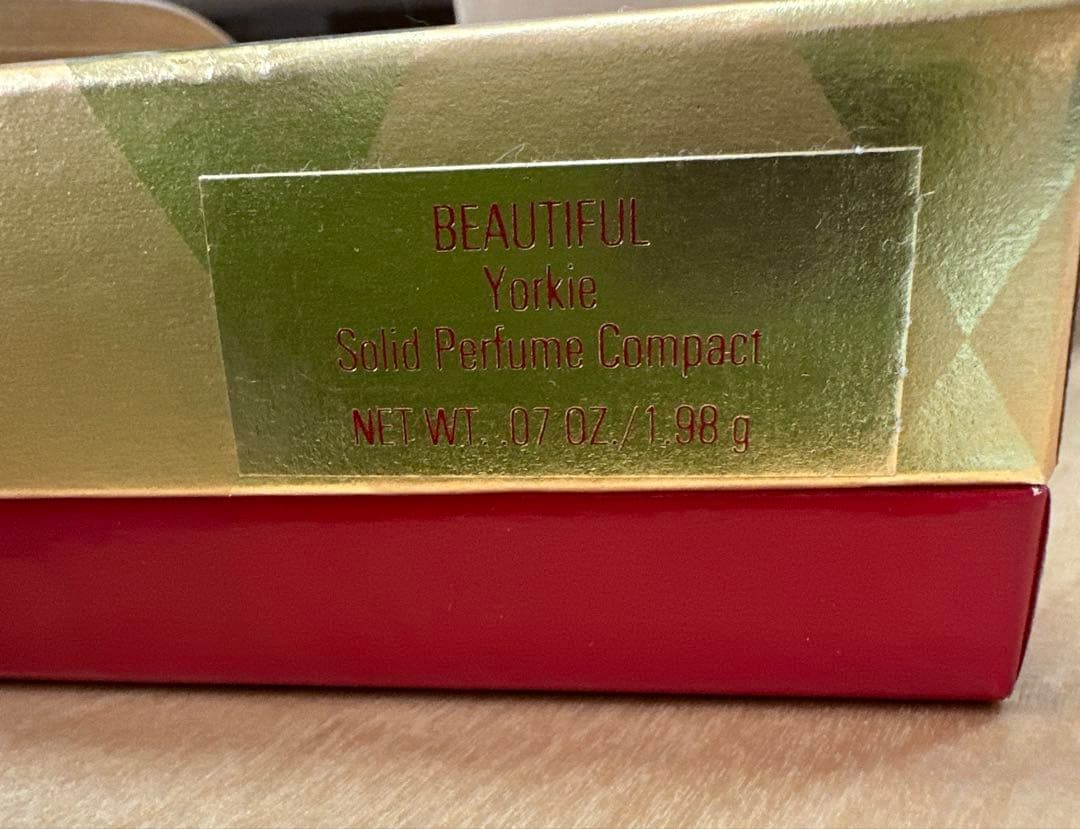 BEAUTIFUL
Yorkie
Solid Perfume Compact
NET WT. .07 OZ./1.98 g